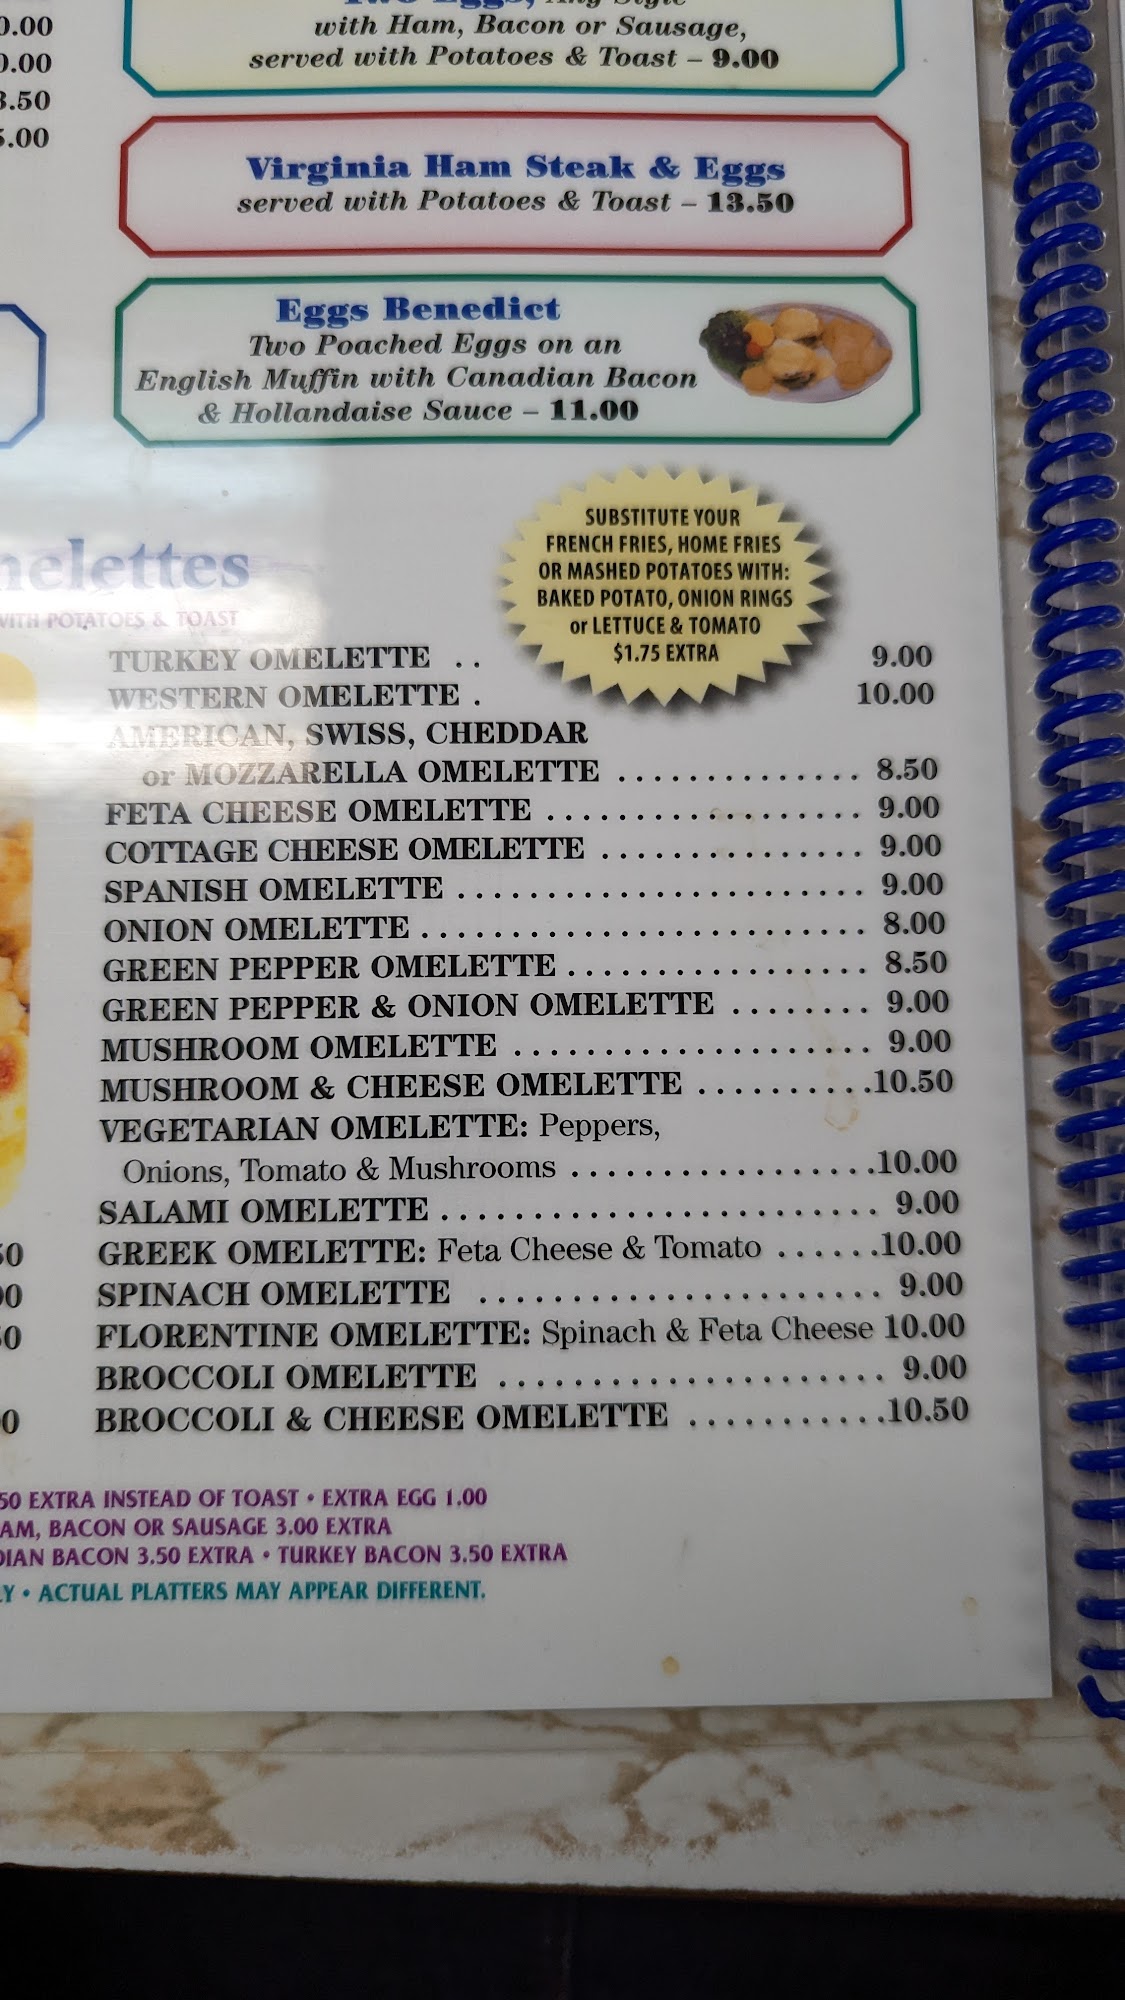 with Ham, Bacon or Sausage,
served with Potatoes & Toast – 9.00
3.50
Virginia Ham Steak & Eggs
served with Potatoes & Toast – 13.50
Eggs Benedict
Two Poached Eggs on an
English Muffin with Canadian Bacon
& Hollandaise Sauce – 11.00
SUBSTITUTE YOUR
FRENCH FRIES, HOME FRIES
OR MASHED POTATOES WITH:
BAKED POTATO, ONION RINGS
or LETTUCE & TOMATO
$1.75 EXTRA
WITH POTATOES & TOAST
TURKEY OMELETTE . . 9.00
WESTERN OMELETTE . 10.00
AMERICAN, SWISS, CHEDDAR
or MOZZARELLA OMELETTE . . . . . . . . . . . . . . 8.50
FETA CHEESE OMELETTE . . . . . . . . . . . . . . . . . . 9.00
COTTAGE CHEESE OMELETTE . . . . . . . . . . . . . . . 9.00
SPANISH OMELETTE . . . . . . . . . . . . . . . . . . . . . . . 9.00
ONION OMELETTE . . . . . . . . . . . . . . . . . . . . . . . . . 8.00
GREEN PEPPER OMELETTE . . . . . . . . . . . . . . . . . 8.50
GREEN PEPPER & ONION OMELETTE . . . . . . . . 9.00
MUSHROOM OMELETTE . . . . . . . . . . . . . . . . . . . . 9.00
MUSHROOM & CHEESE OMELETTE . . . . . . . . . .10.50
VEGETARIAN OMELETTE: Peppers,
Onions, Tomato & Mushrooms . . . . . . . . . . . . . . . . .10.00
SALAMI OMELETTE . . . . . . . . . . . . . . . . . . . . . . . . 9.00
GREEK OMELETTE: Feta Cheese & Tomato . . . . . .10.00
SPINACH OMELETTE . . . . . . . . . . . . . . . . . . . . . . 9.00
FLORENTINE OMELETTE: Spinach & Feta Cheese 10.00
BROCCOLI OMELETTE . . . . . . . . . . . . . . . . . . . . . 9.00
BROCCOLI & CHEESE OMELETTE . . . . . . . . . . .10.50
50 EXTRA INSTEAD OF TOAST • EXTRA EGG 1.00
BACON OR SAUSAGE 3.00 EXTRA
BACON 3.50 EXTRA • TURKEY BACON 3.50 EXTRA
• ACTUAL PLATTERS MAY APPEAR DIFFERENT.